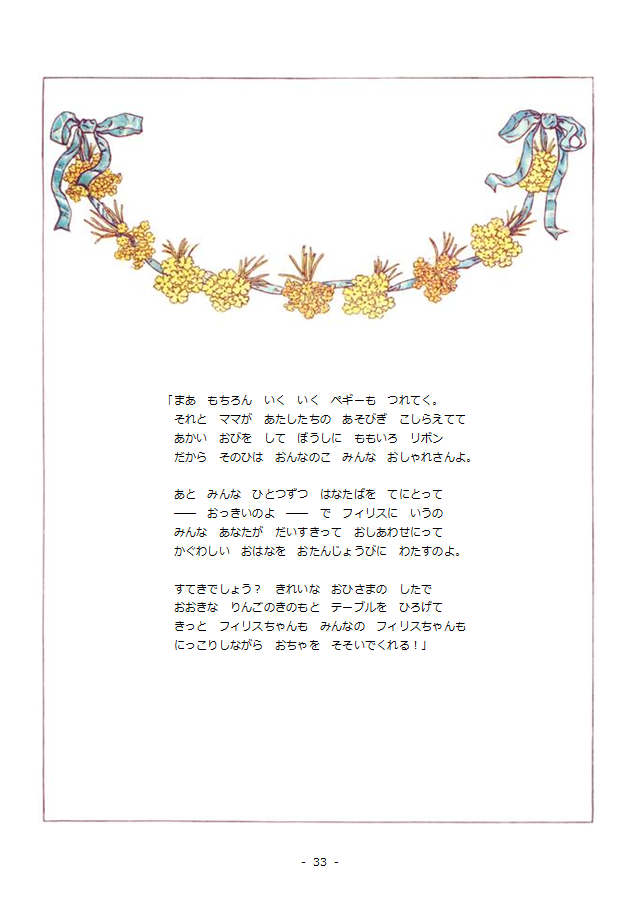 「まあ　もちろん　いく　いく　ペギーも　つれてく。
それと　ママが　あたしたちの　あそびぎ　こしらえてて
あかい　おびを　して　ぼうしに　ももいろ　リボン
だから　そのひは　おんなのこ　みんな　おしゃれさんよ。

あと　みんな　ひとつずつ　はなたばを　てにとって
――　おっきいのよ　――　で　フィリスに　いうの
みんな　あなたが　だいすきって　おしあわせにって
かぐわしい　おはなを　おたんじょうびに　わたすのよ。

すてきでしょう？　きれいな　おひさまの　したで
おおきな　りんごのきのもと　テーブルを　ひろげて
きっと　フィリスちゃんも　みんなの　フィリスちゃんも
にっこりしながら　おちゃを　そそいでくれる！」

- 33 -